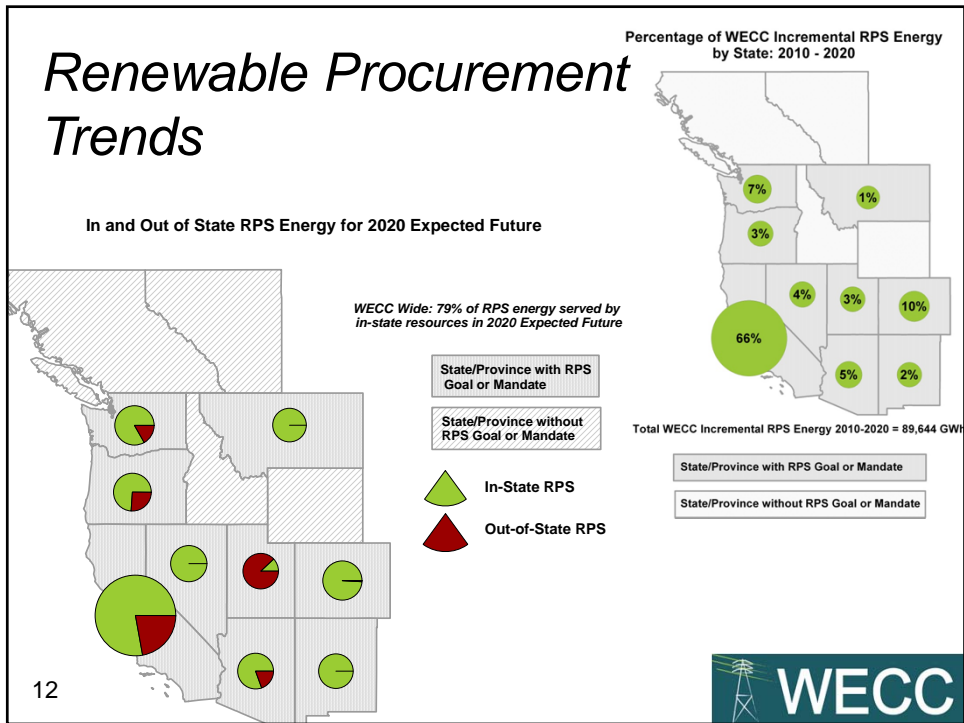 Renewable Procurement
Trends
Percentage of WECC Incremental RPS Energy
by State: 2010 - 2020
7%
1%
3%
4%
3%
10%
66%
5%
2%
Total WECC Incremental RPS Energy 2010-2020 = 89,644 GWh
State/Province with RPS Goal or Mandate
State/Province without RPS Goal or Mandate
In and Out of State RPS Energy for 2020 Expected Future
WECC Wide: 79% of RPS energy served by
in-state resources in 2020 Expected Future
State/Province with RPS
Goal or Mandate
State/Province without
RPS Goal or Mandate
In-State RPS
Out-of-State RPS
12
WECC